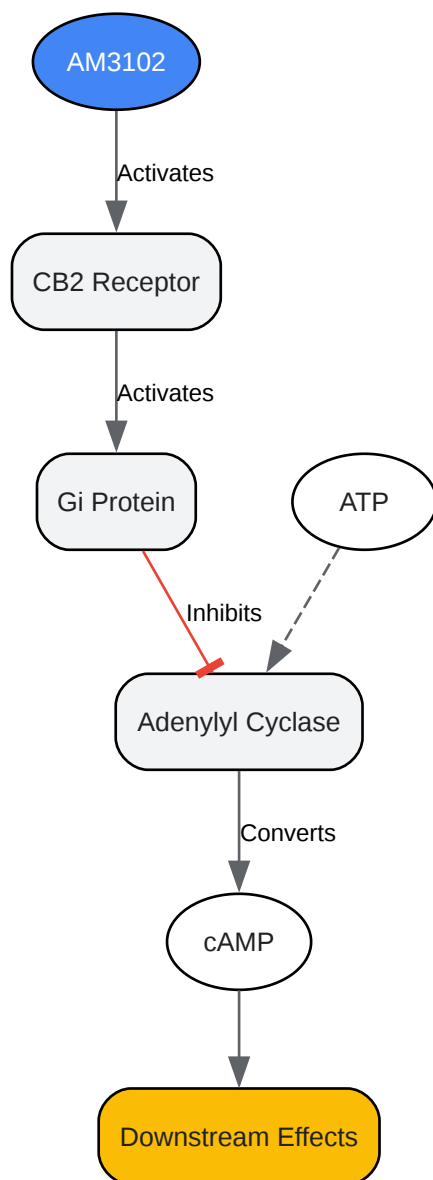 AM3102
Activates
CB2 Receptor
Activates
Gi Protein
ATP
Inhibits
Adenylyl Cyclase
Converts
cAMP
Downstream Effects